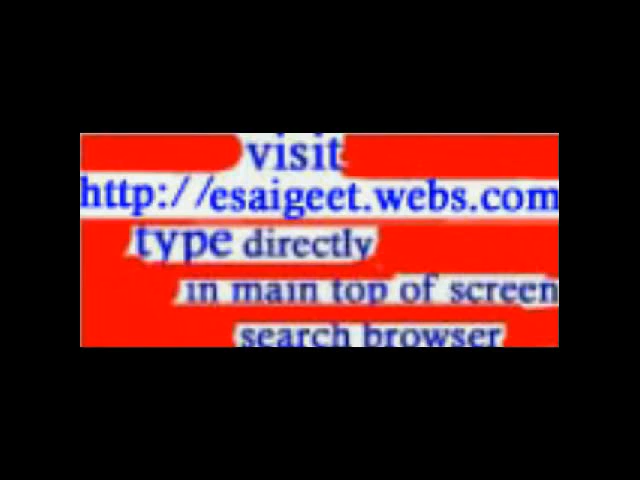 visit
http://esaigeet.webs.com
type directly
in main top of screen
search browser